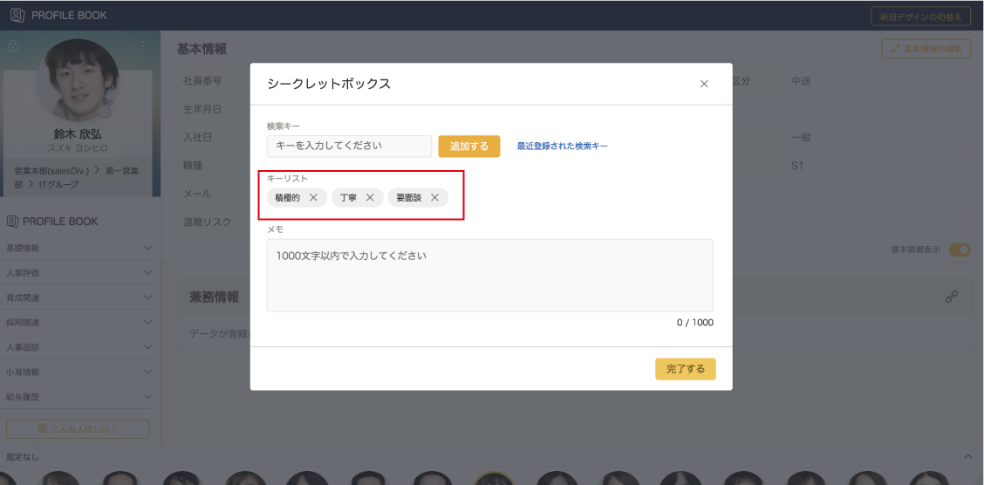 PROFILE BOOK
新旧デザインの切替え
鈴木 欣弘
スズキ ヨシヒロ
営業本部(salesDiv.) > 第一営業
部 > ITグループ
PROFILE BOOK
基礎情報
人事評価
育成関連
採用関連
人事面談
小耳情報
給与履歴
こんな人ほしい！
基本情報
基本情報の編集
社員番号
区分
中途
生年月日
入社日
一般
職種
S1
メール
退職リスク
基本情報表示
兼務情報
データが登録
シークレットボックス
検索キー
キーを入力してください
追加する
最近登録された検索キー
キーリスト
積極的
丁寧
要面談
メモ
1000文字以内で入力してください
0 / 1000
完了する
指定なし